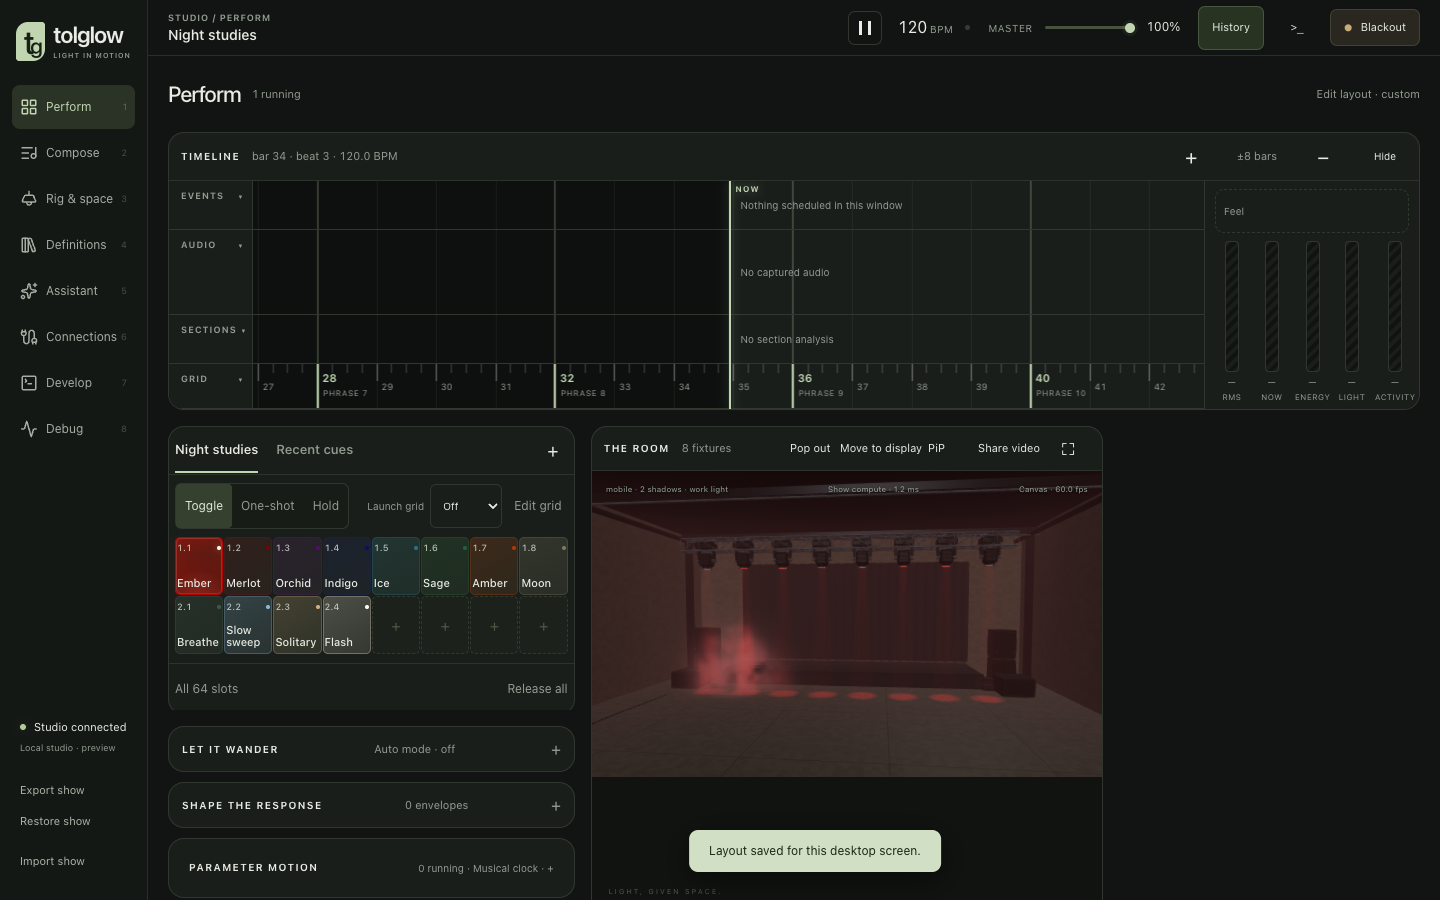 tg tolglow
LIGHT IN MOTION
STUDIO / PERFORM
Night studies
120 BPM
MASTER
100%
History
>_
Blackout
Perform 1
Compose 2
Rig & space 3
Definitions 4
Assistant 5
Connections 6
Develop 7
Debug 8
Perform 1 running
Edit layout · custom
TIMELINE bar 34 · beat 3 · 120.0 BPM
+ ±8 bars − Hide
EVENTS
NOW
Nothing scheduled in this window
AUDIO
No captured audio
SECTIONS
No section analysis
GRID
27 28 29 30 31 32 33 34 35 36 37 38 39 40 41 42
PHRASE 7 PHRASE 8 PHRASE 9 PHRASE 10
Feel
— — — — —
RMS NOW ENERGY LIGHT ACTIVITY
Night studies Recent cues +
Toggle One-shot Hold Launch grid Off Edit grid
1.1 1.2 1.3 1.4 1.5 1.6 1.7 1.8
Ember Merlot Orchid Indigo Ice Sage Amber Moon
2.1 2.2 2.3 2.4
Breathe Slow sweep Solitary Flash + + + +
All 64 slots Release all
LET IT WANDER Auto mode · off +
SHAPE THE RESPONSE 0 envelopes +
PARAMETER MOTION 0 running · Musical clock · +
THE ROOM 8 fixtures Pop out Move to display PiP Share video
mobile · 2 shadows · work light Show compute · 1.2 ms Canvas · 60.0 fps
Layout saved for this desktop screen.
LIGHT, GIVEN SPACE.
Studio connected
Local studio · preview
Export show
Restore show
Import show